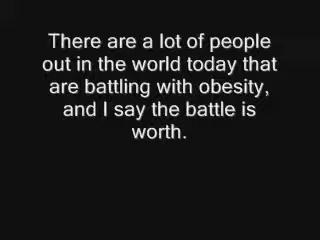 There are a lot of people
out in the world today that
are battling with obesity,
and I say the battle is
worth.